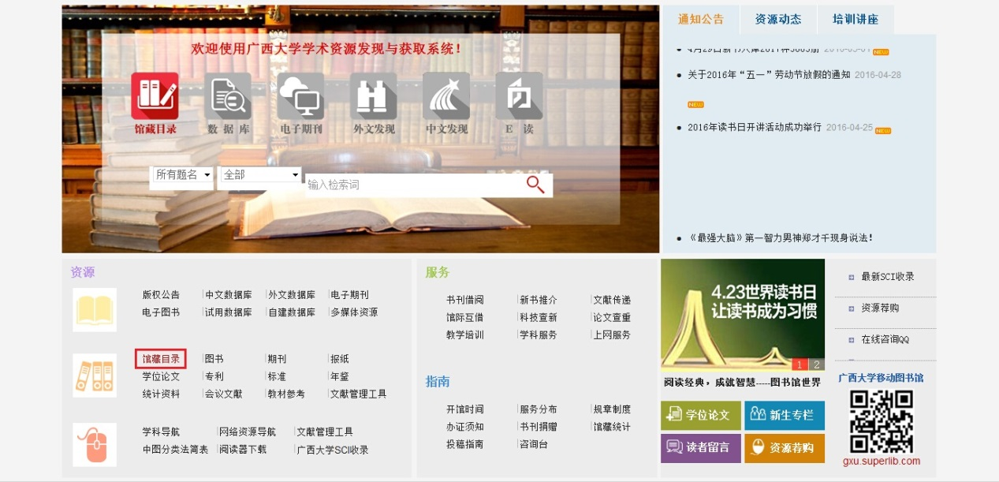 欢迎使用广西大学学术资源发现与获取系统！
馆藏目录 数 据 库 电子期刊 外文发现 中文发现 E 读
所有题名 全部 输入检索词
通知公告 资源动态 培训讲座
NEW
关于2016年“五一”劳动节放假的通知 2016-04-28
NEW
2016年读书日开讲活动成功举行 2016-04-25 NEW
《最强大脑》第一智力男神郑才千现身说法！
资源
版权公告 中文数据库 外文数据库 电子期刊
电子图书 试用数据库 自建数据库 多媒体资源
馆藏目录 图书 期刊 报纸
学位论文 专利 标准 年鉴
统计资料 会议文献 教材参考 文献管理工具
学科导航 网络资源导航 文献管理工具
中图分类法简表 阅读器下载 广西大学SCI收录
服务
书刊借阅 新书推介 文献传递
馆际互借 科技查新 论文查重
教学培训 学科服务 上网服务
指南
开馆时间 服务分布 规章制度
办证须知 书刊捐赠 馆藏统计
投稿指南 咨询台
4.23世界读书日
让读书成为习惯
1 2
阅读经典，成就智慧-----图书馆世界
学位论文 新生专栏
读者留言 资源荐购
最新SCI收录
资源荐购
在线咨询QQ
广西大学移动图书馆
gxu.superlib.com